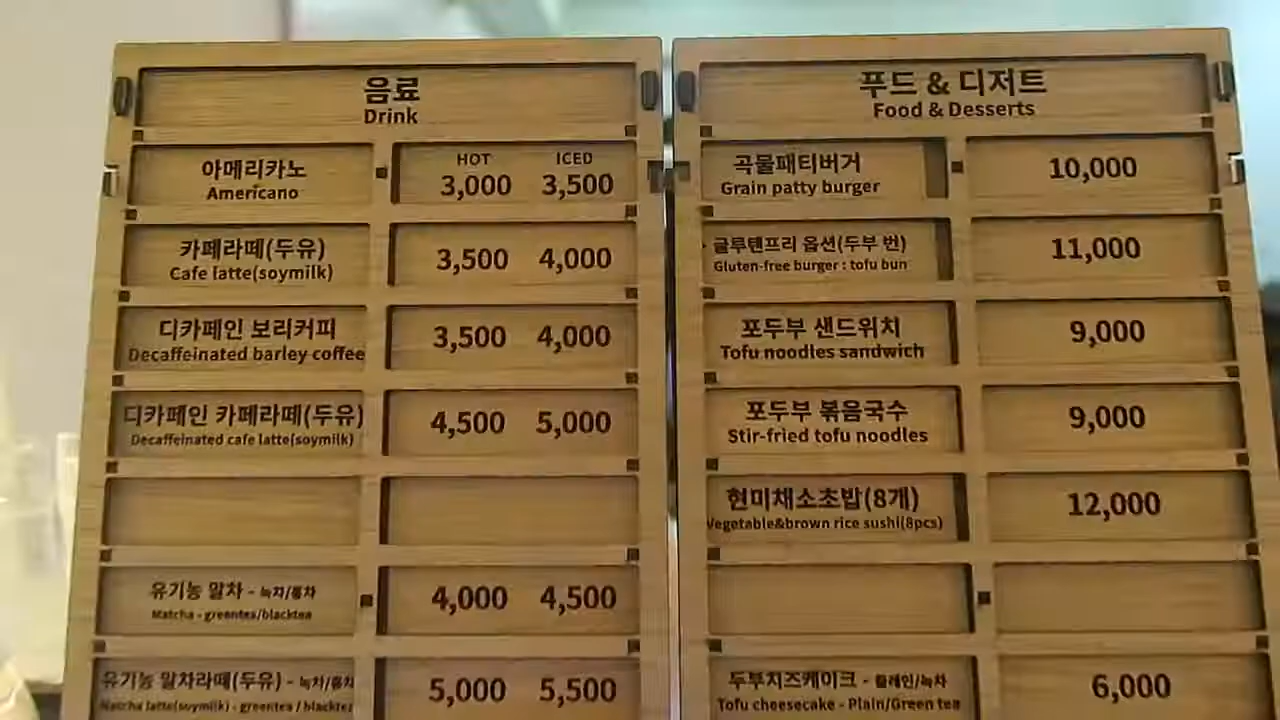 음료
Drink
아메리카노
Americano
HOT ICED
3,000 3,500
카페라떼(두유)
Cafe latte(soymilk)
3,500 4,000
디카페인 보리커피
Decaffeinated barley coffee
3,500 4,000
디카페인 카페라떼(두유)
Decaffeinated cafe latte(soymilk)
4,500 5,000
유기농 말차 - 녹차/홍차
Matcha - greentea/blacktea
4,000 4,500
유기농 말차라떼(두유) - 녹차/홍차
Matcha latte(soymilk) - greentea / blacktea
5,000 5,500
푸드 & 디저트
Food & Desserts
곡물패티버거
Grain patty burger
10,000
글루텐프리 옵션(두부 번)
Gluten-free burger : tofu bun
11,000
포두부 샌드위치
Tofu noodles sandwich
9,000
포두부 볶음국수
Stir-fried tofu noodles
9,000
현미채소초밥(8개)
Vegetable&brown rice sushi(8pcs)
12,000
두부치즈케이크 - 플레인/녹차
Tofu cheesecake - Plain/Green tea
6,000